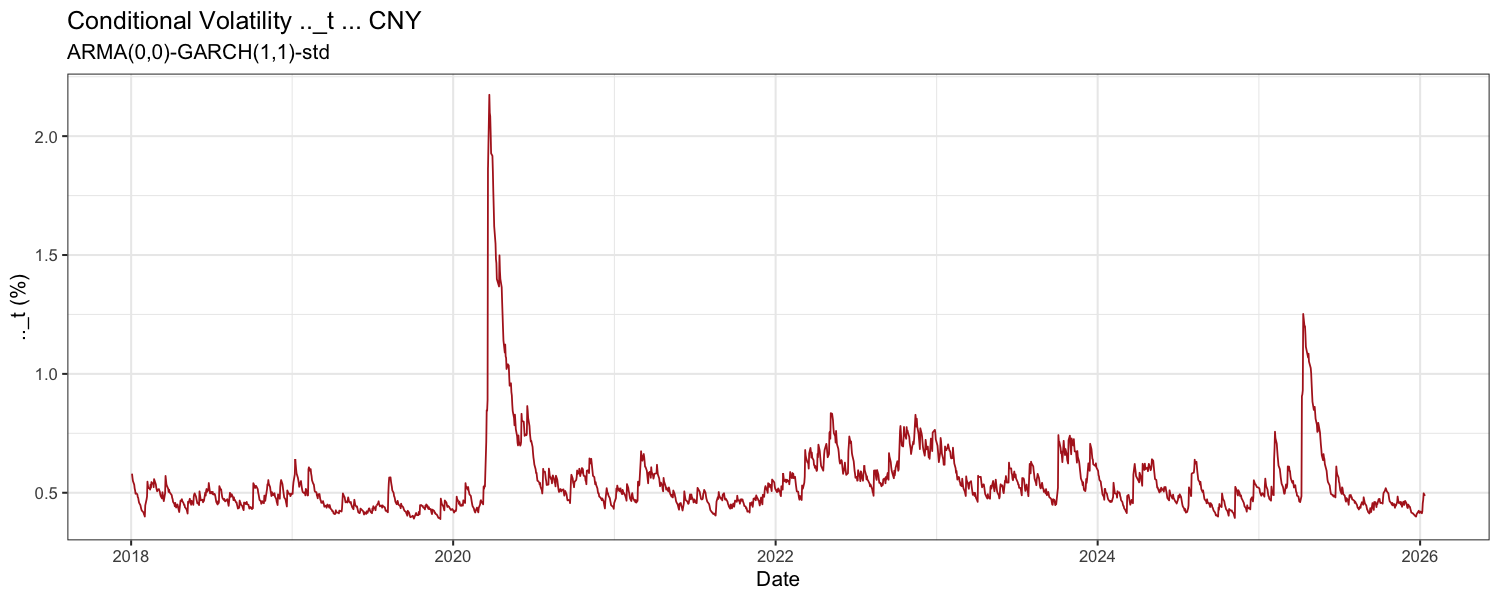 Conditional Volatility .._t ... CNY
ARMA(0,0)-GARCH(1,1)-std
.._t (%)
2.0
1.5
1.0
0.5
2018
2020
2022
2024
2026
Date